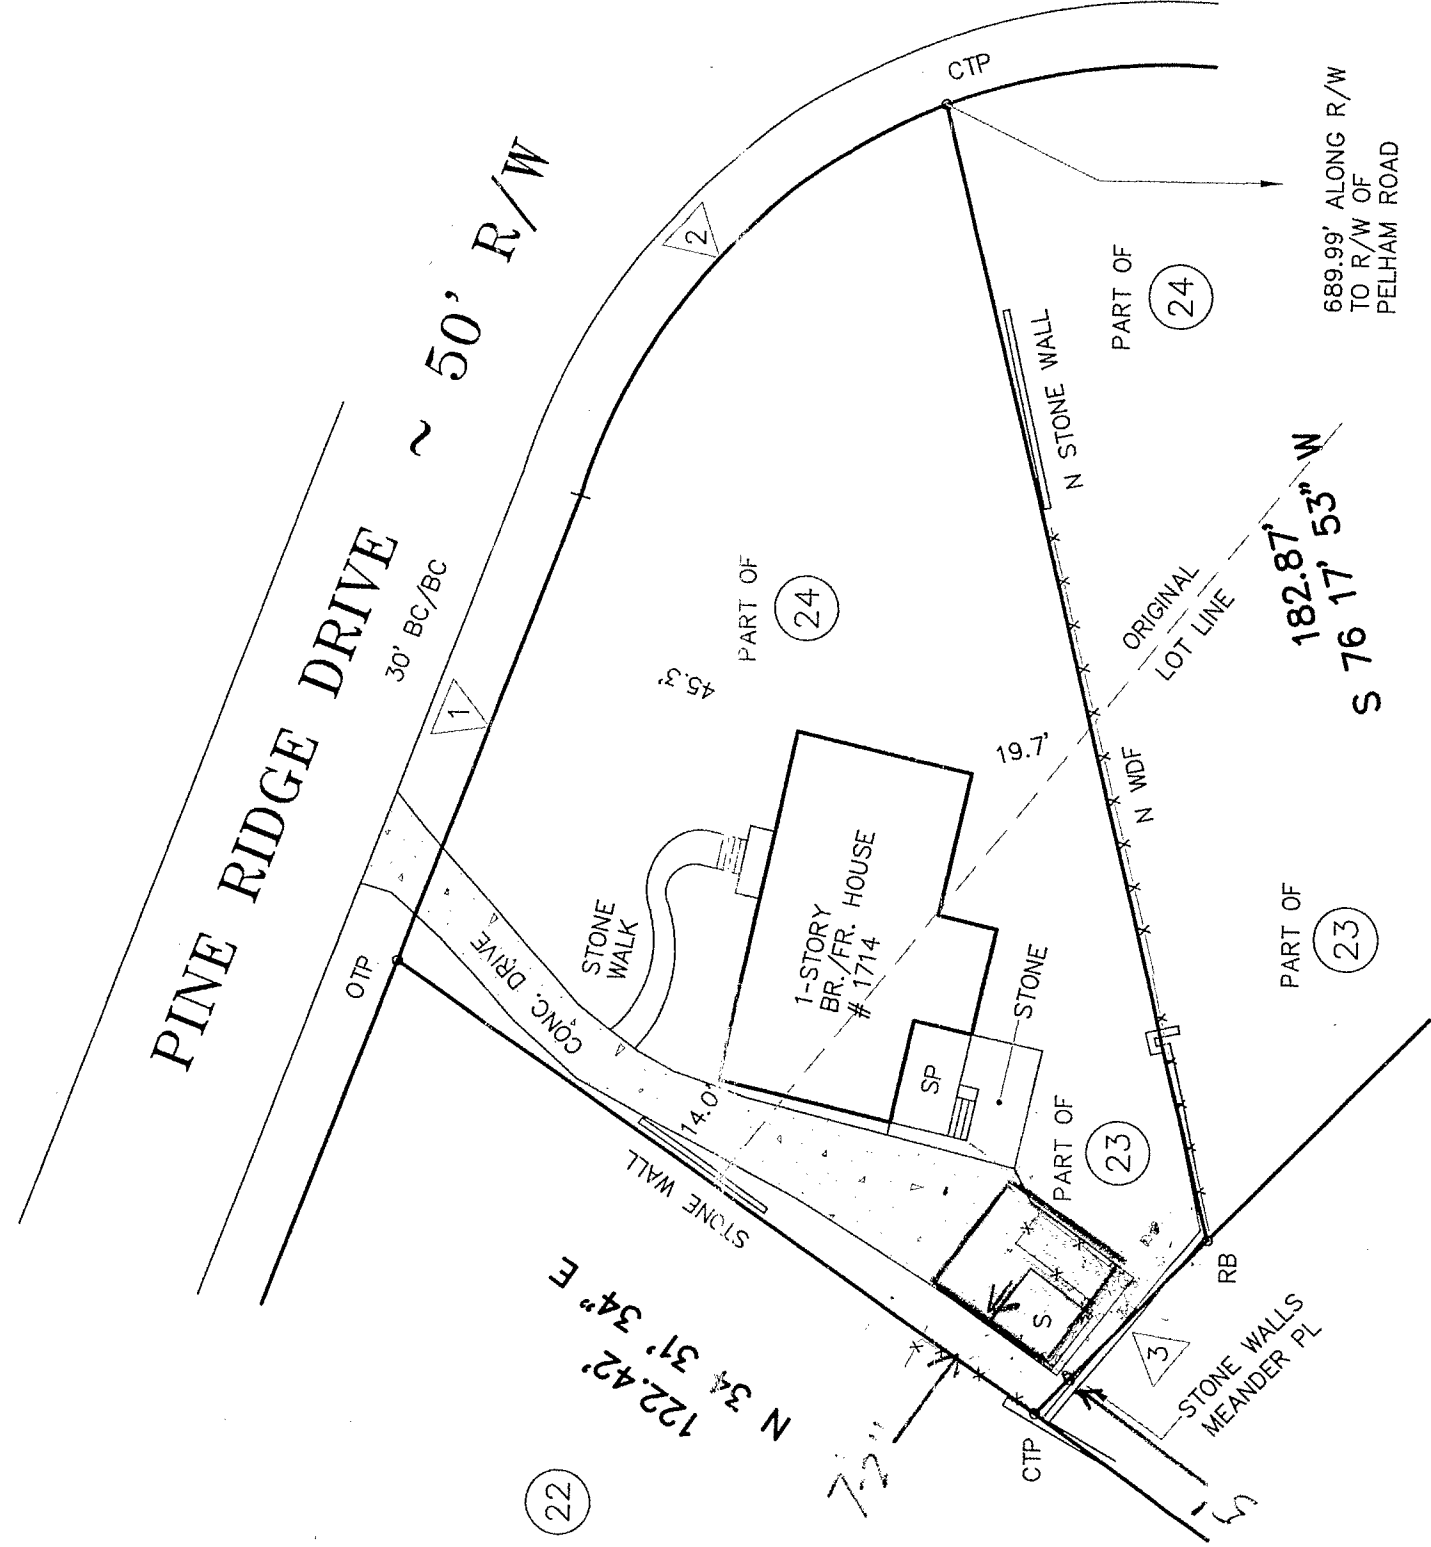 PINE RIDGE DRIVE ~ 50' R/W
30' BC/BC
1
2
CTP
689.99' ALONG R/W
TO R/W OF
PELHAM ROAD
PART OF
24
N STONE WALL
PART OF
24
45.3'
ORIGINAL
LOT LINE
182.87'
S 76 17' 53" W
19.7'
N WDF
OTP
CONC. DRIVE
STONE
WALK
1-STORY
BR./FR. HOUSE
# 1714
STONE
SP
14.0'
STONE WALL
PART OF
23
PART OF
23
122.42'
N 34 31' 34" E
S
RB
3
STONE WALLS
MEANDER PL
CTP
22
7'-2"
5'